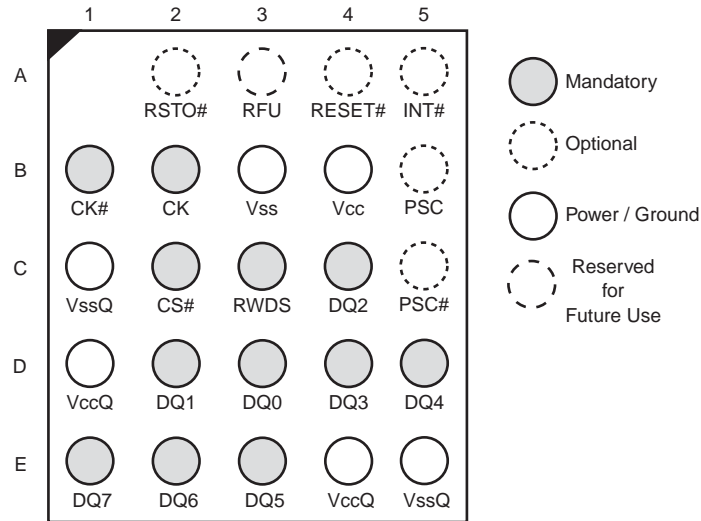 1 2 3 4 5
A
RSTO# RFU RESET# INT#
B
CK# CK Vss Vcc PSC
C
VssQ CS# RWDS DQ2 PSC#
D
VccQ DQ1 DQ0 DQ3 DQ4
E
DQ7 DQ6 DQ5 VccQ VssQ
Mandatory
Optional
Power / Ground
Reserved
for
Future Use